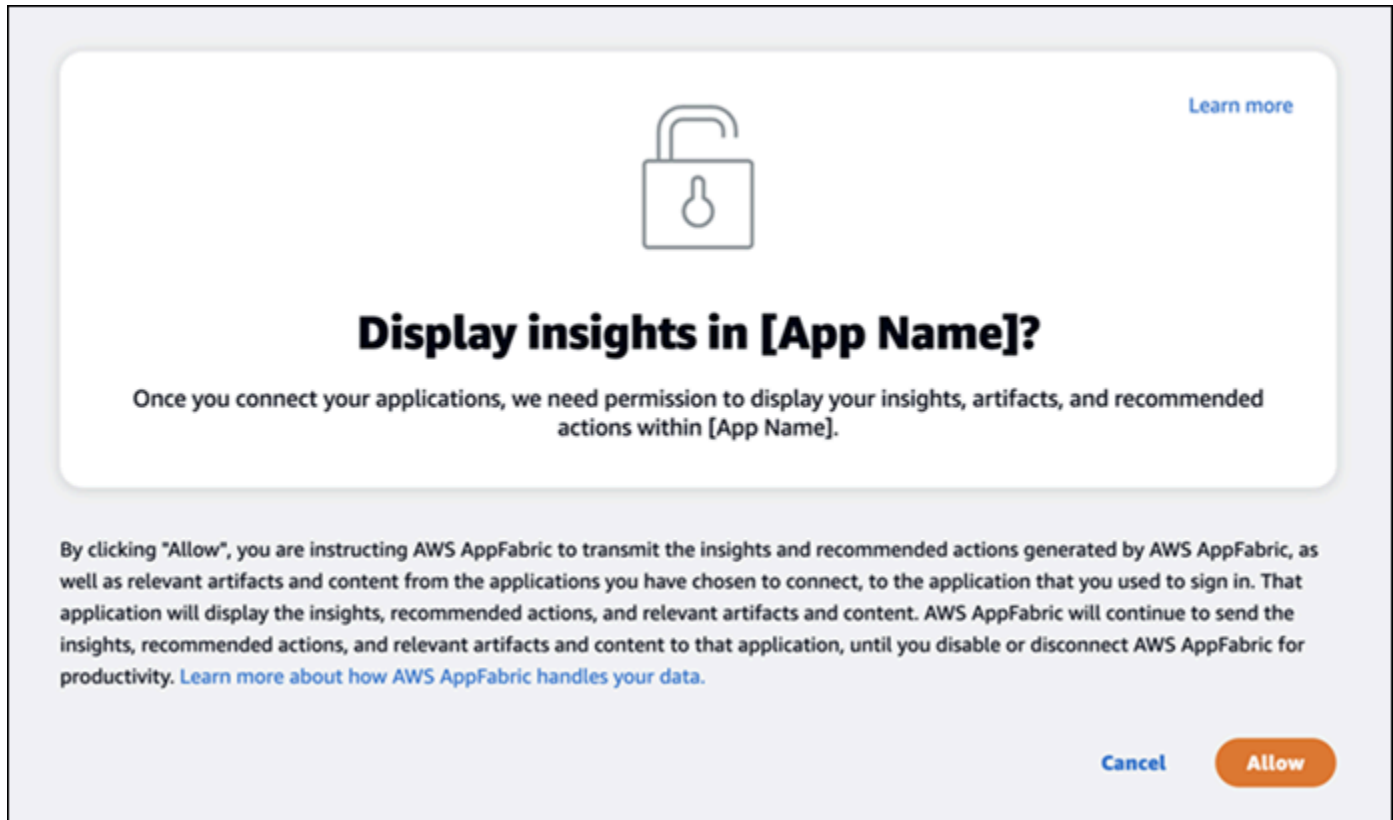 Learn more
Display insights in [App Name]?
Once you connect your applications, we need permission to display your insights, artifacts, and recommended
actions within [App Name].
By clicking "Allow", you are instructing AWS AppFabric to transmit the insights and recommended actions generated by AWS AppFabric, as
well as relevant artifacts and content from the applications you have chosen to connect, to the application that you used to sign in. That
application will display the insights, recommended actions, and relevant artifacts and content. AWS AppFabric will continue to send the
insights, recommended actions, and relevant artifacts and content to that application, until you disable or disconnect AWS AppFabric for
productivity. Learn more about how AWS AppFabric handles your data.
Cancel Allow